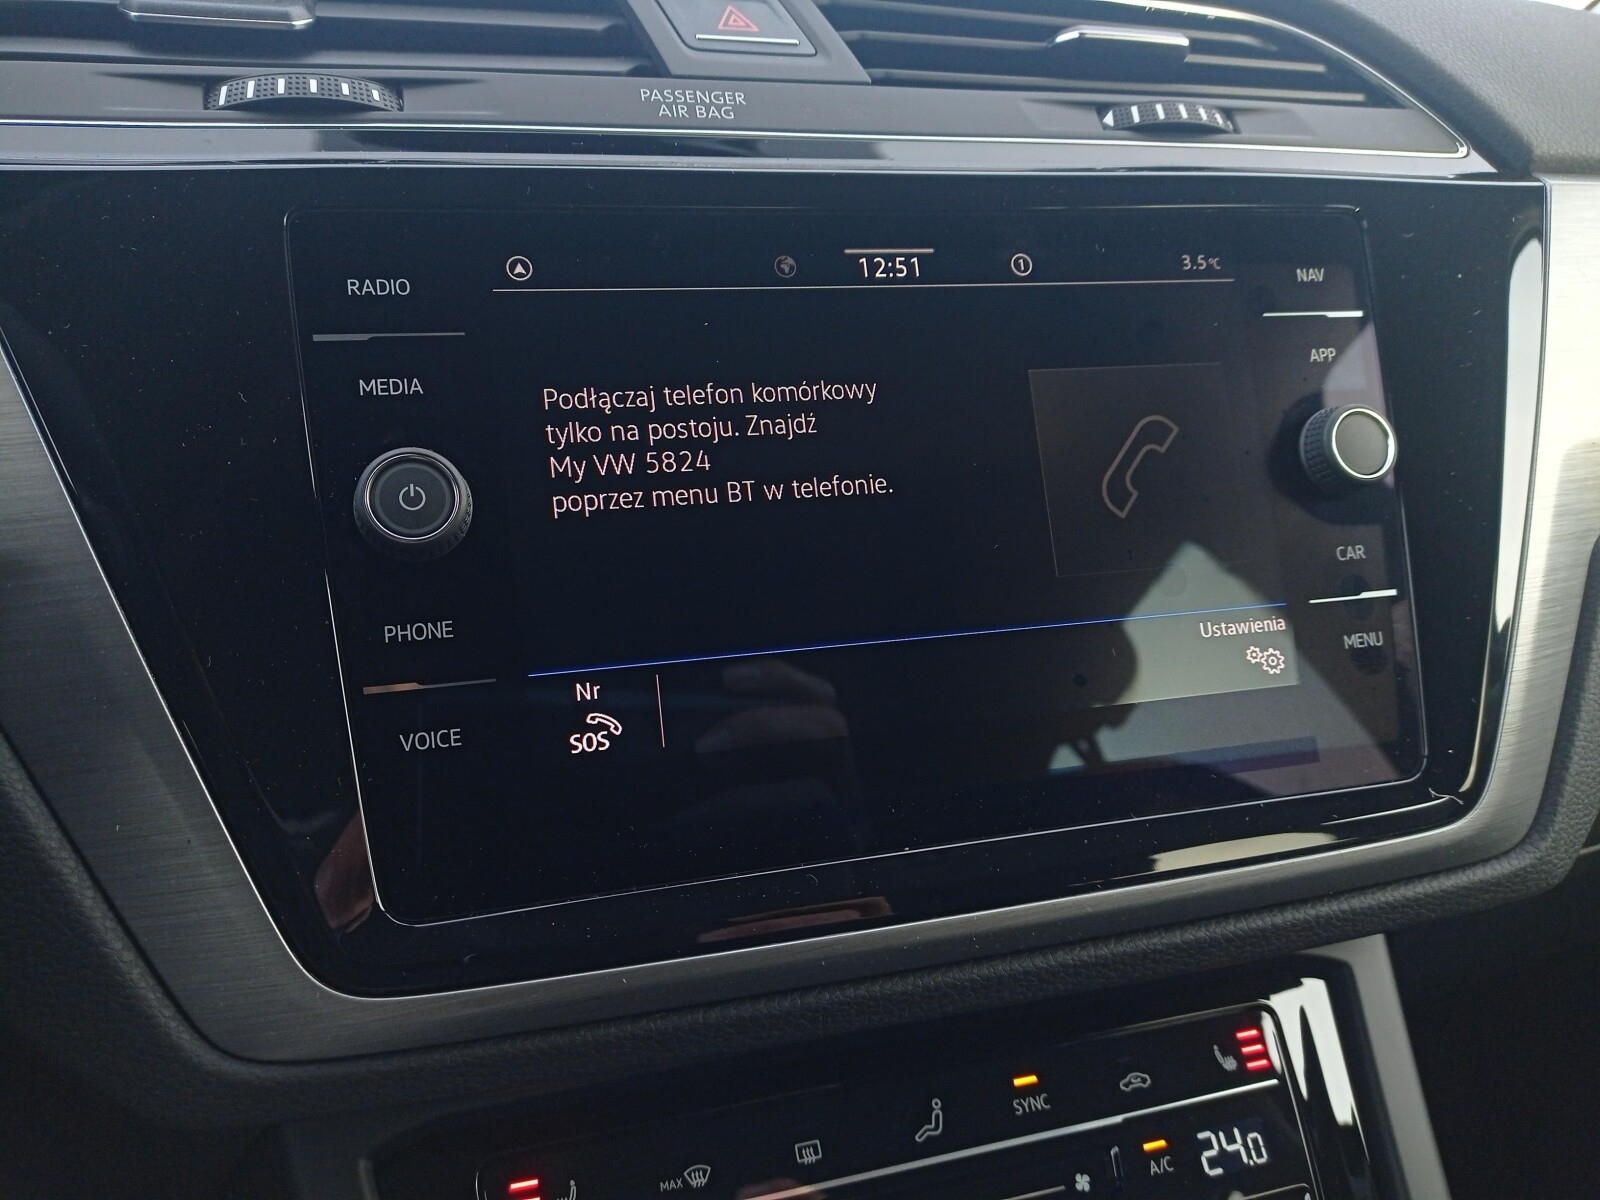 PASSENGER
AIR BAG
12:51
1
3.5°C
RADIO
MEDIA
PHONE
VOICE
NAV
APP
CAR
MENU
Podłączaj telefon komórkowy
tylko na postoju. Znajdź
My VW 5824
poprzez menu BT w telefonie.
Ustawienia
Nr
SOS
SYNC
MAX
A/C
24.0